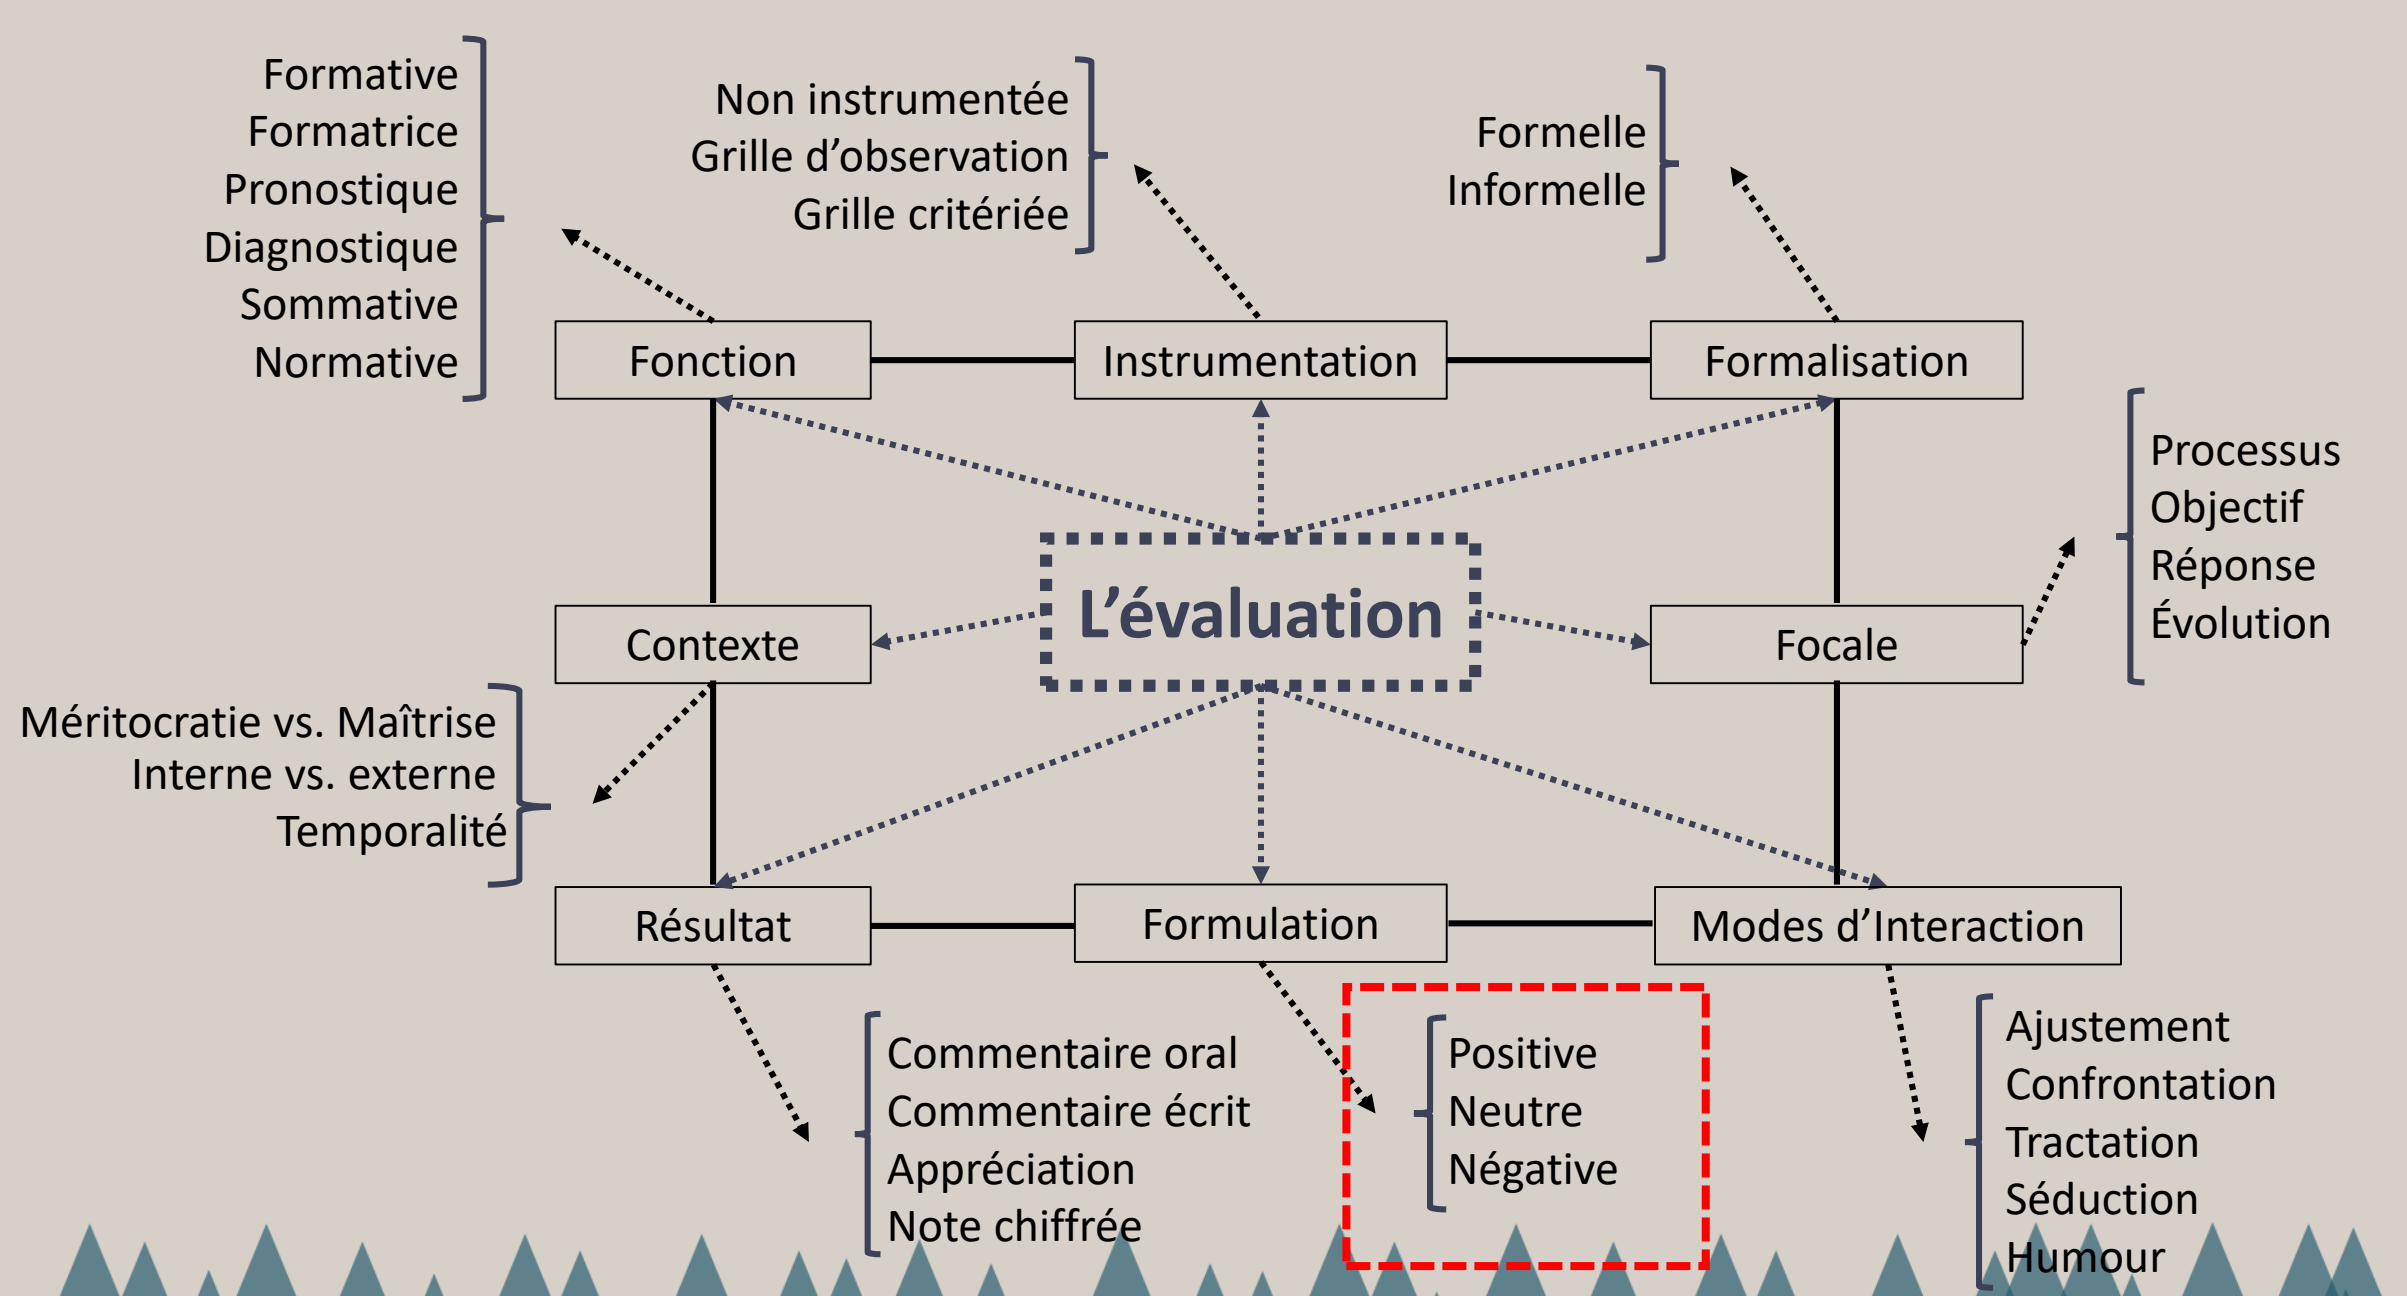 Formative
Formatrice
Pronostique
Diagnostique
Sommative
Normative
Non instrumentée
Grille d’observation
Grille critériée
Formelle
Informelle
Fonction
Instrumentation
Formalisation
Processus
Objectif
Réponse
Évolution
L’évaluation
Contexte
Focale
Méritocratie vs. Maîtrise
Interne vs. externe
Temporalité
Résultat
Formulation
Modes d’Interaction
Commentaire oral
Commentaire écrit
Appréciation
Note chiffrée
Positive
Neutre
Négative
Ajustement
Confrontation
Tractation
Séduction
Humour